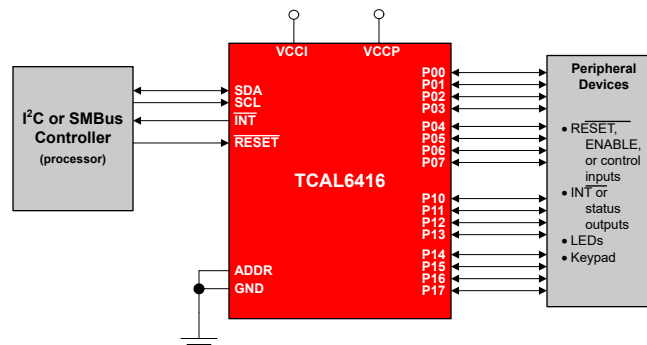 VCCI
VCCP
I²C or SMBus
Controller
(processor)
SDA
SCL
INT
RESET
ADDR
GND
TCAL6416
P00
P01
P02
P03
P04
P05
P06
P07
P10
P11
P12
P13
P14
P15
P16
P17
Peripheral
Devices
• RESET,
ENABLE,
or control
inputs
• INT or
status
outputs
• LEDs
• Keypad